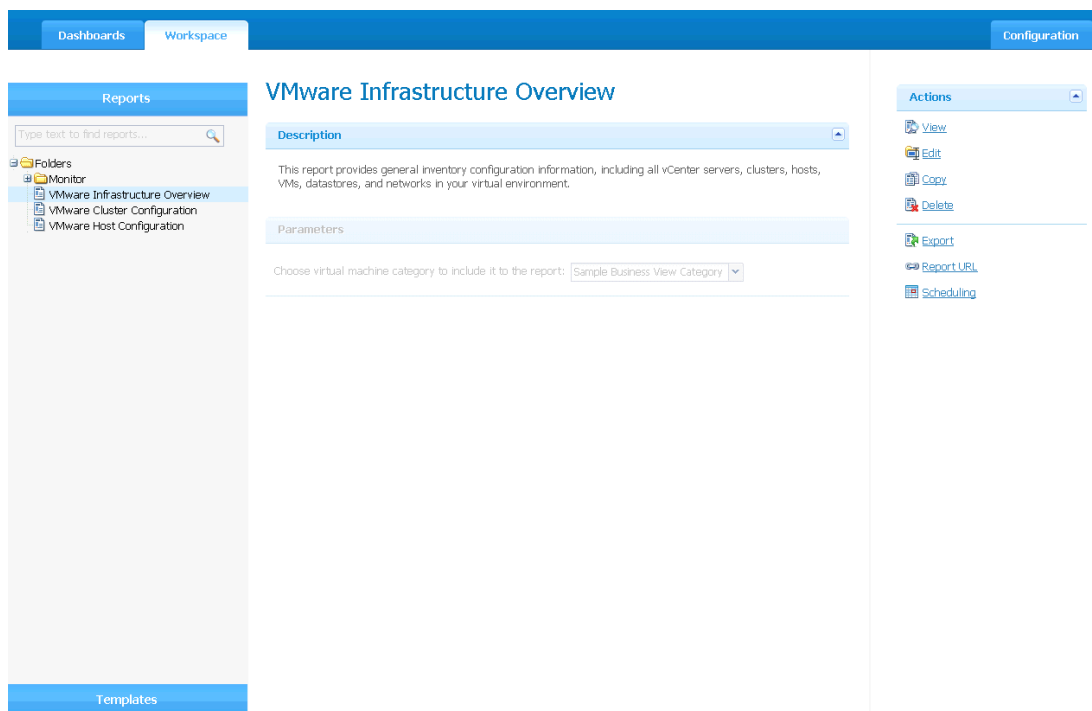 Dashboards
Workspace
Configuration
Reports
Type text to find reports...
Folders
Monitor
VMware Infrastructure Overview
VMware Cluster Configuration
VMware Host Configuration
Templates
VMware Infrastructure Overview
Description
This report provides general inventory configuration information, including all vCenter servers, clusters, hosts,
VMs, datastores, and networks in your virtual environment.
Parameters
Choose virtual machine category to include it to the report: Sample Business View Category
Actions
View
Edit
Copy
Delete
Export
Report URL
Scheduling